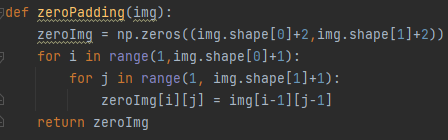 def zeroPadding(img):
    zeroImg = np.zeros((img.shape[0]+2,img.shape[1]+2))
    for i in range(1,img.shape[0]+1):
        for j in range(1, img.shape[1]+1):
            zeroImg[i][j] = img[i-1][j-1]
    return zeroImg